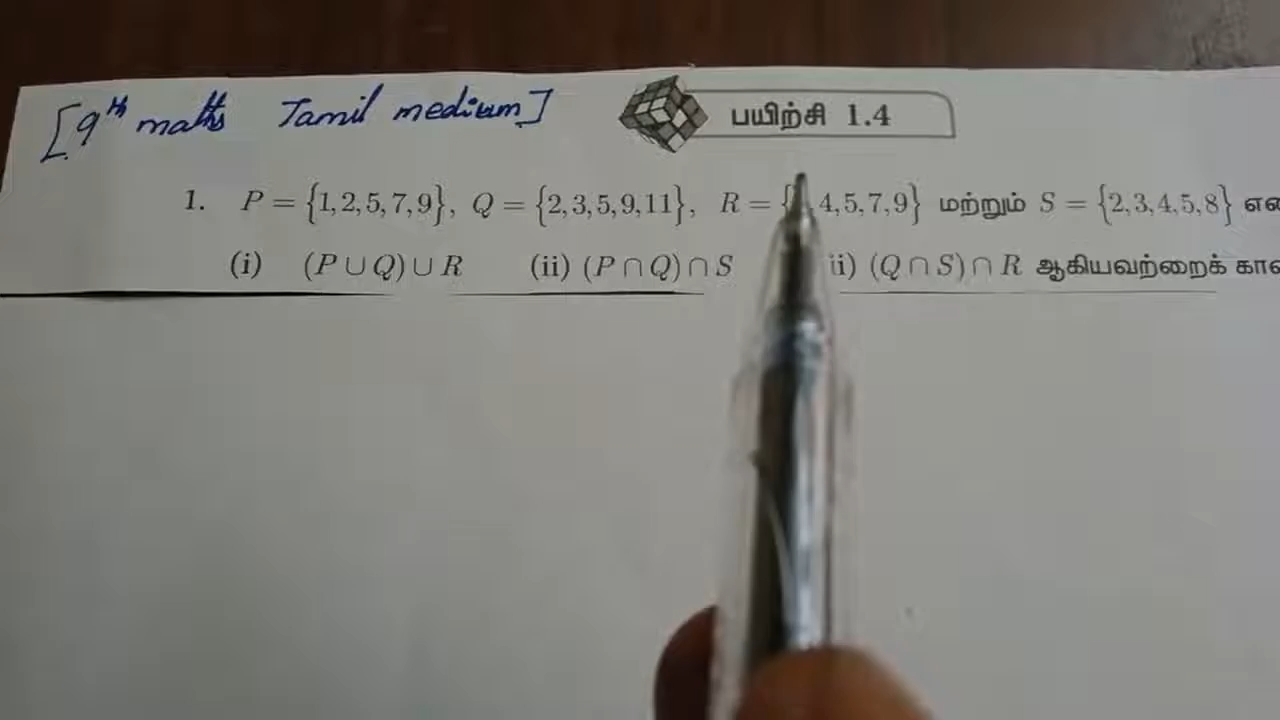 [9th maths Tamil medium]
பயிற்சி 1.4
1. P = {1,2,5,7,9}, Q = {2,3,5,9,11}, R = { 4,5,7,9} மற்றும் S = {2,3,4,5,8}
(i) (P ∪ Q) ∪ R (ii) (P ∩ Q) ∩ S ii) (Q ∩ S) ∩ R ஆகியவற்றைக்